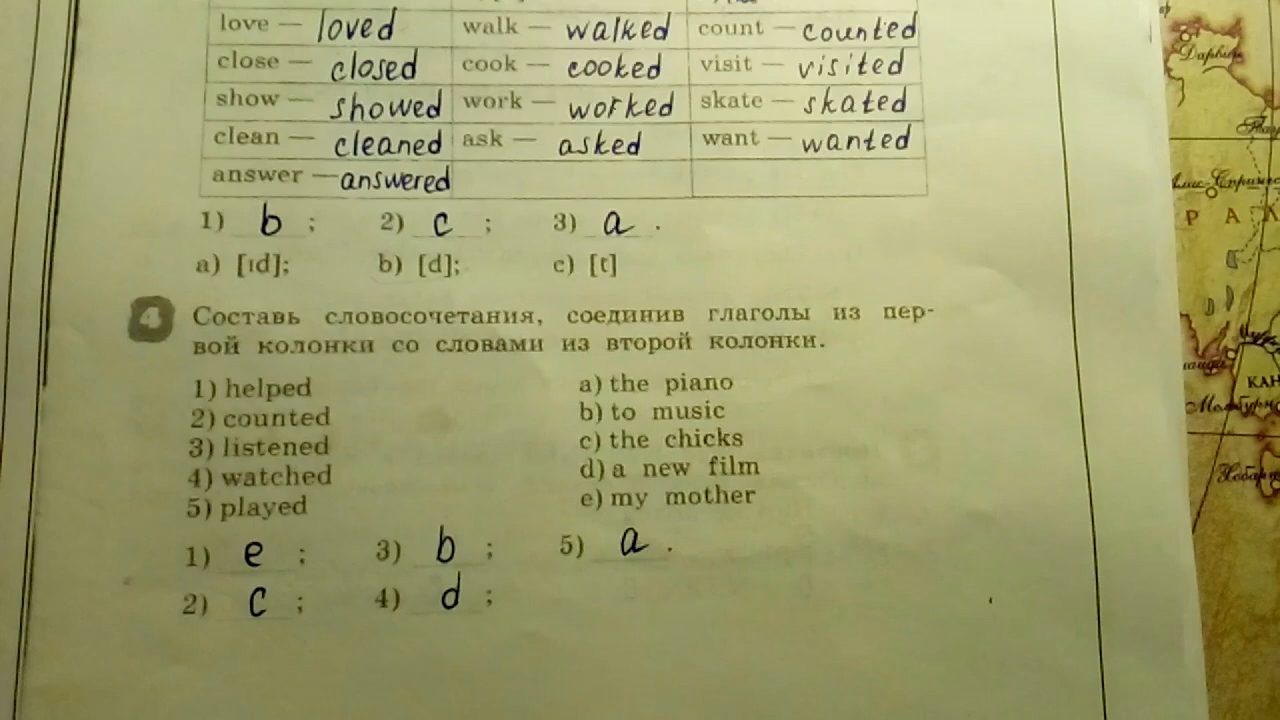 love — loved walk — walked count — counted
close — closed cook — cooked visit — visited
show — showed work — worked skate — skated
clean — cleaned ask — asked want — wanted
answer — answered
1) b ; 2) c ; 3) a .
a) [ɪd]; b) [d]; c) [t]
4 Составь словосочетания, соединив глаголы из пер-
вой колонки со словами из второй колонки.
1) helped a) the piano
2) counted b) to music
3) listened c) the chicks
4) watched d) a new film
5) played e) my mother
1) e ; 3) b ; 5) a .
2) c ; 4) d ;
Дарвин
Р А
КАН